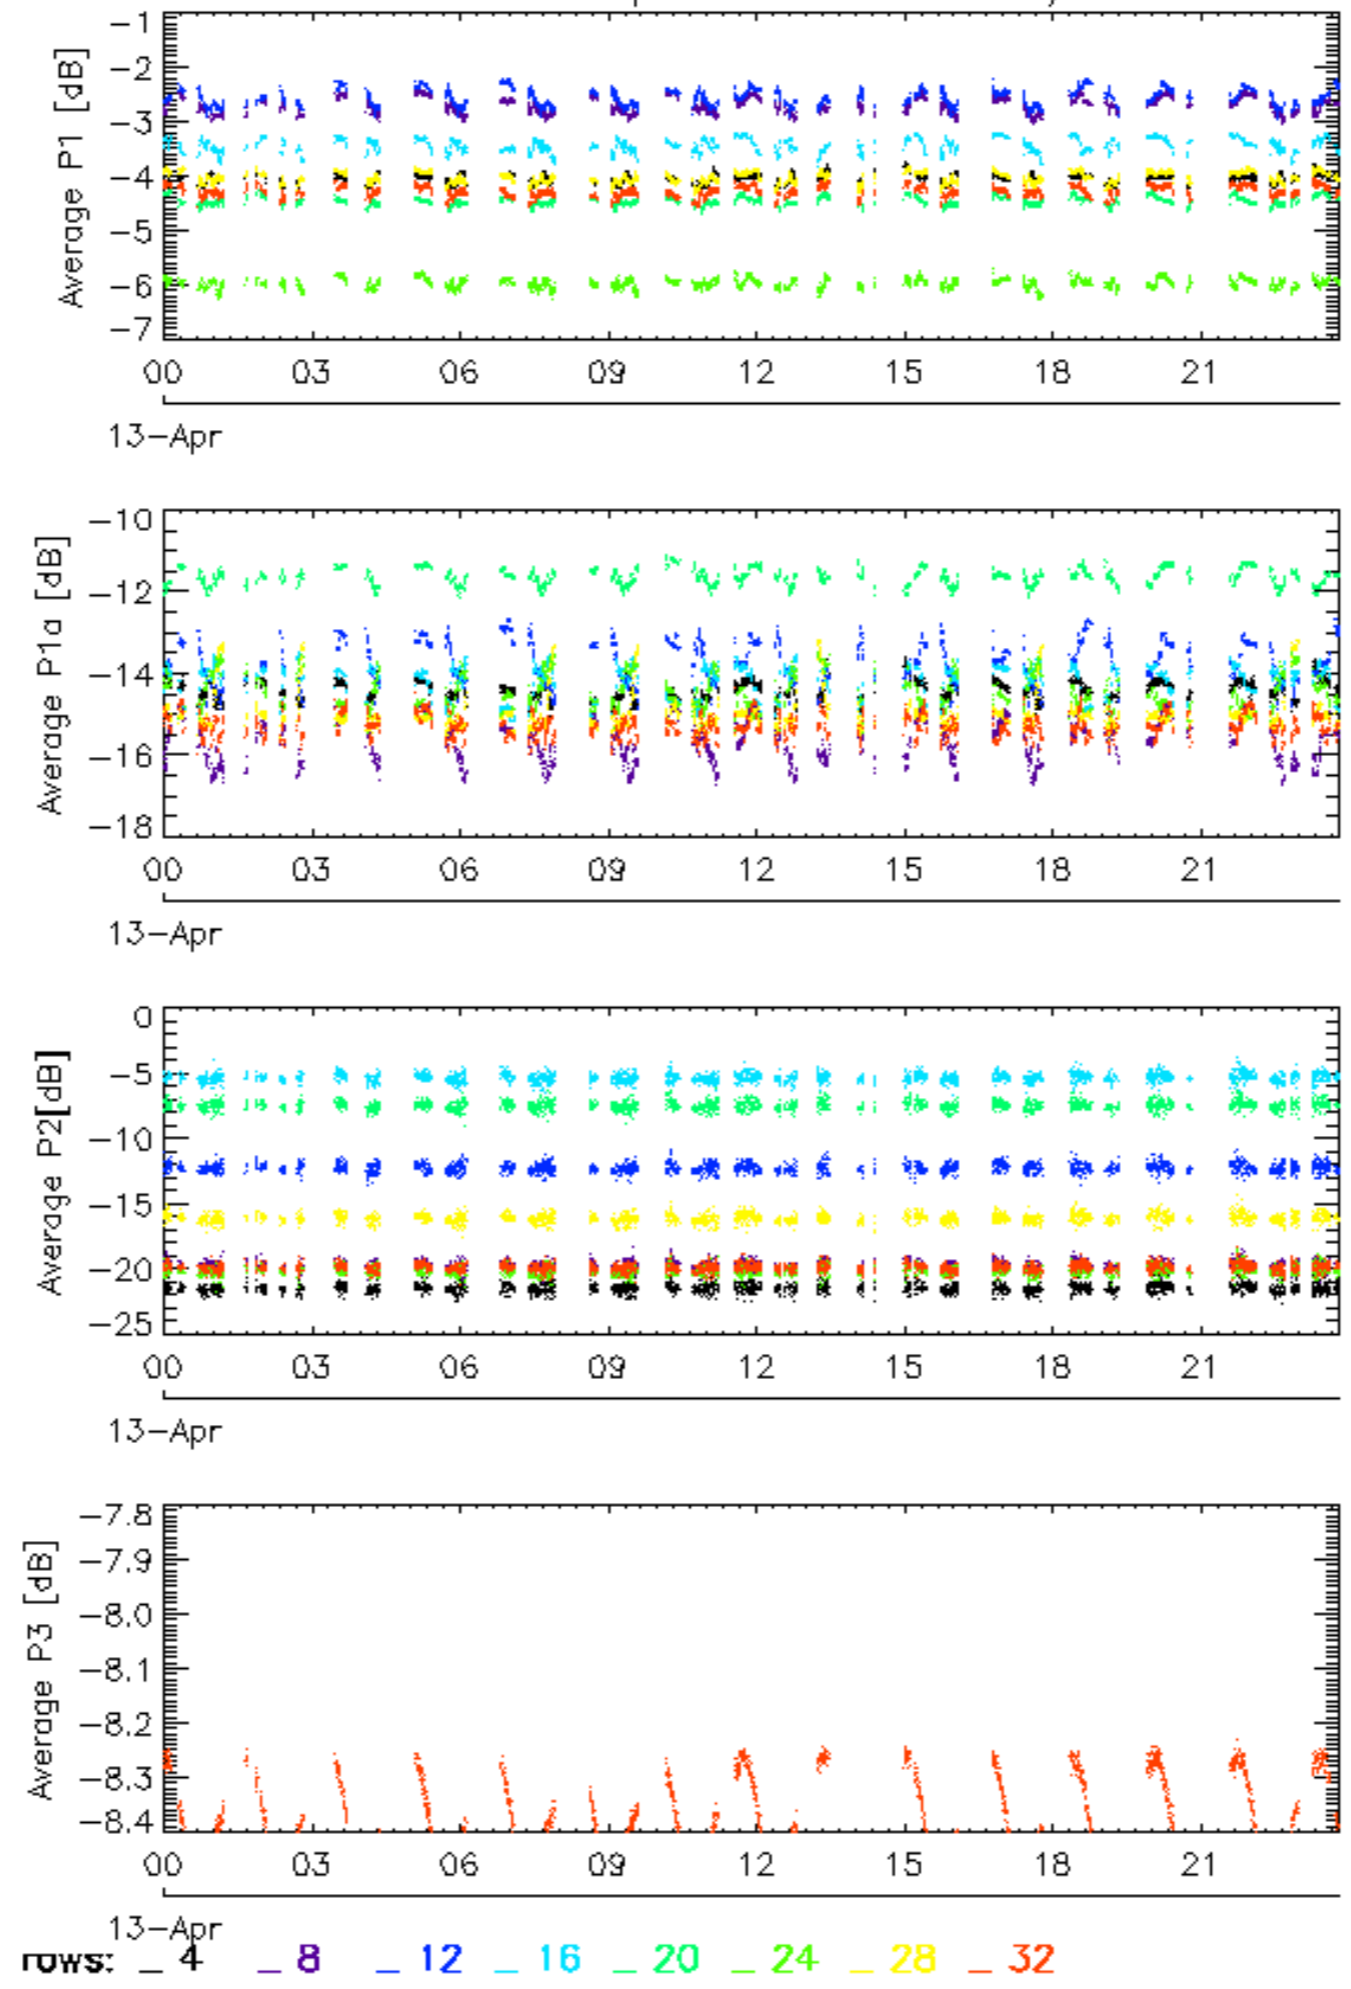 -1
-2
-3
-4
-5
-6
-7
Average P1 [dB]
00 03 06 09 12 15 18 21
13-Apr
-10
-12
-14
-16
-18
Average P1a [dB]
00 03 06 09 12 15 18 21
13-Apr
0
-5
-10
-15
-20
-25
Average P2[dB]
00 03 06 09 12 15 18 21
13-Apr
-7.8
-7.9
-8.0
-8.1
-8.2
-8.3
-8.4
Average P3 [dB]
00 03 06 09 12 15 18 21
13-Apr
rows: _ 4 _ 8 _ 12 _ 16 _ 20 _ 24 _ 28 _ 32